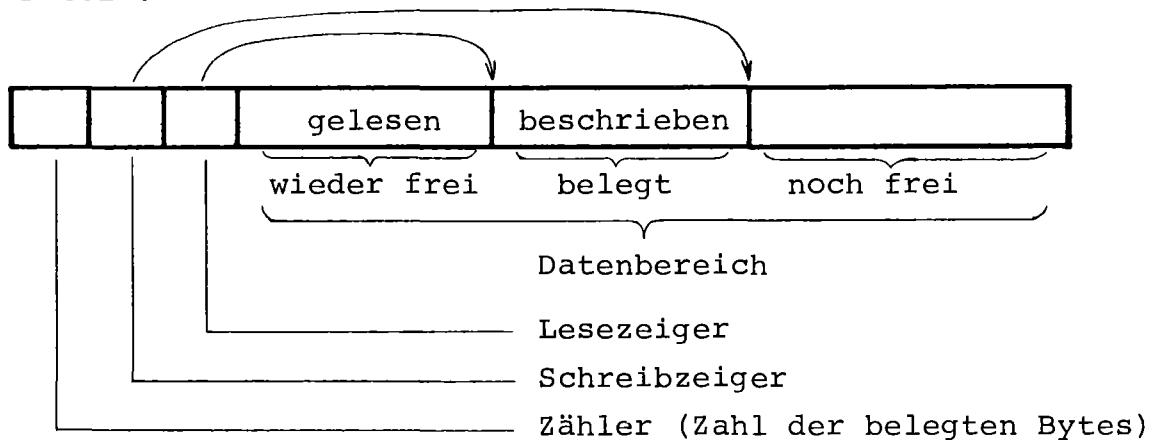 gelesen beschrieben
wieder frei belegt noch frei
Datenbereich
Lesezeiger
Schreibzeiger
Zähler (Zahl der belegten Bytes)